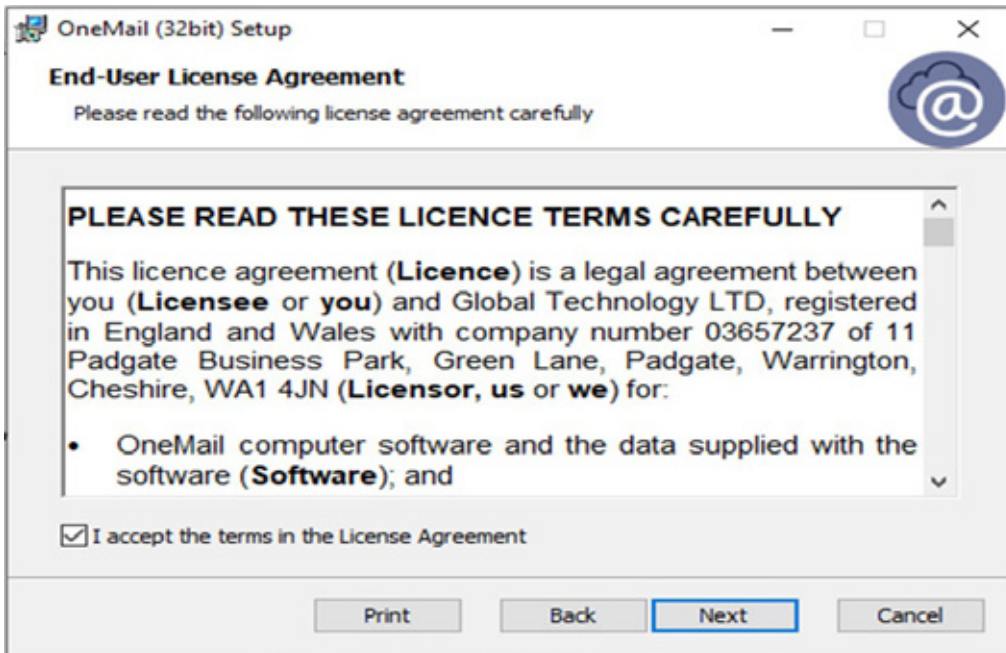 OneMail (32bit) Setup
End-User License Agreement
Please read the following license agreement carefully
@
PLEASE READ THESE LICENCE TERMS CAREFULLY
This licence agreement (Licence) is a legal agreement between
you (Licensee or you) and Global Technology LTD, registered
in England and Wales with company number 03657237 of 11
Padgate Business Park, Green Lane, Padgate, Warrington,
Cheshire, WA1 4JN (Licensor, us or we) for:
• OneMail computer software and the data supplied with the
software (Software); and
I accept the terms in the License Agreement
Print Back Next Cancel